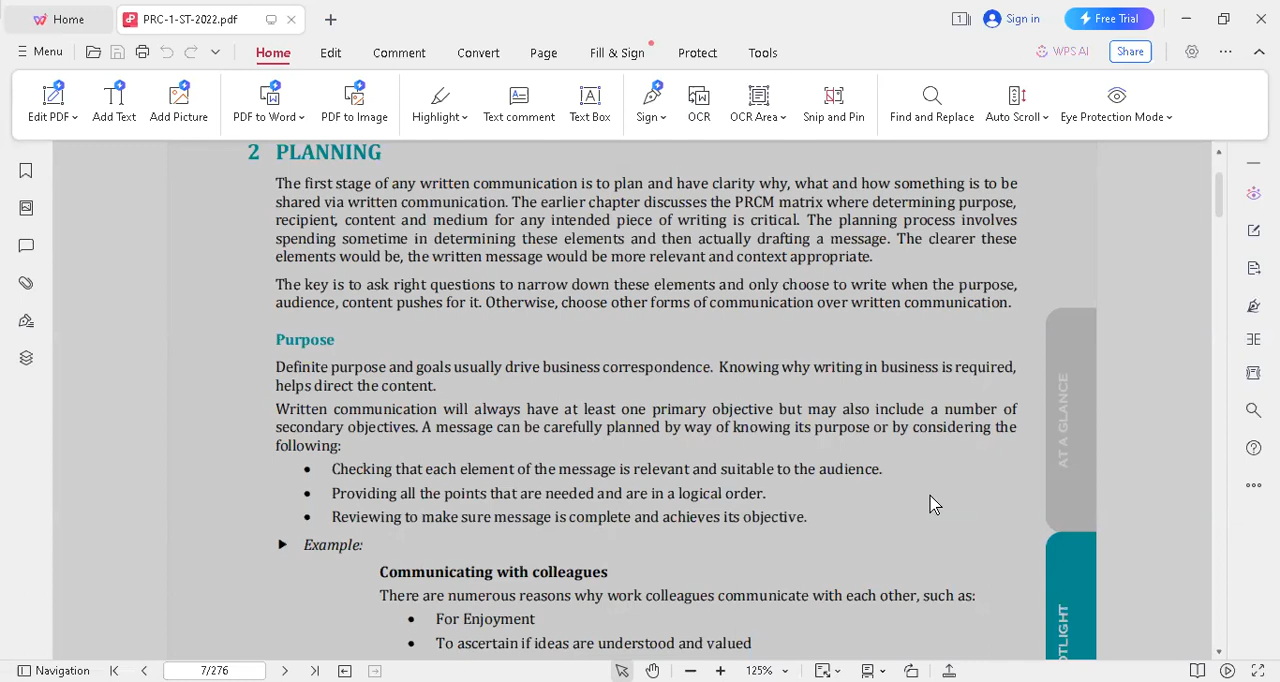 Home
PRC-1-ST-2022.pdf
Sign in
Free Trial
Menu
Home
Edit
Comment
Convert
Page
Fill & Sign
Protect
Tools
WPS AI
Share
Edit PDF
Add Text
Add Picture
PDF to Word
PDF to Image
Highlight
Text comment
Text Box
Sign
OCR
OCR Area
Snip and Pin
Find and Replace
Auto Scroll
Eye Protection Mode
2 PLANNING
The first stage of any written communication is to plan and have clarity why, what and how something is to be
shared via written communication. The earlier chapter discusses the PRCM matrix where determining purpose,
recipient, content and medium for any intended piece of writing is critical. The planning process involves
spending sometime in determining these elements and then actually drafting a message. The clearer these
elements would be, the written message would be more relevant and context appropriate.
The key is to ask right questions to narrow down these elements and only choose to write when the purpose,
audience, content pushes for it. Otherwise, choose other forms of communication over written communication.
Purpose
Definite purpose and goals usually drive business correspondence. Knowing why writing in business is required,
helps direct the content.
Written communication will always have at least one primary objective but may also include a number of
secondary objectives. A message can be carefully planned by way of knowing its purpose or by considering the
following:
• Checking that each element of the message is relevant and suitable to the audience.
• Providing all the points that are needed and are in a logical order.
• Reviewing to make sure message is complete and achieves its objective.
Example:
Communicating with colleagues
There are numerous reasons why work colleagues communicate with each other, such as:
• For Enjoyment
• To ascertain if ideas are understood and valued
AT A GLANCE
OTLIGHT
Navigation
7/276
125%